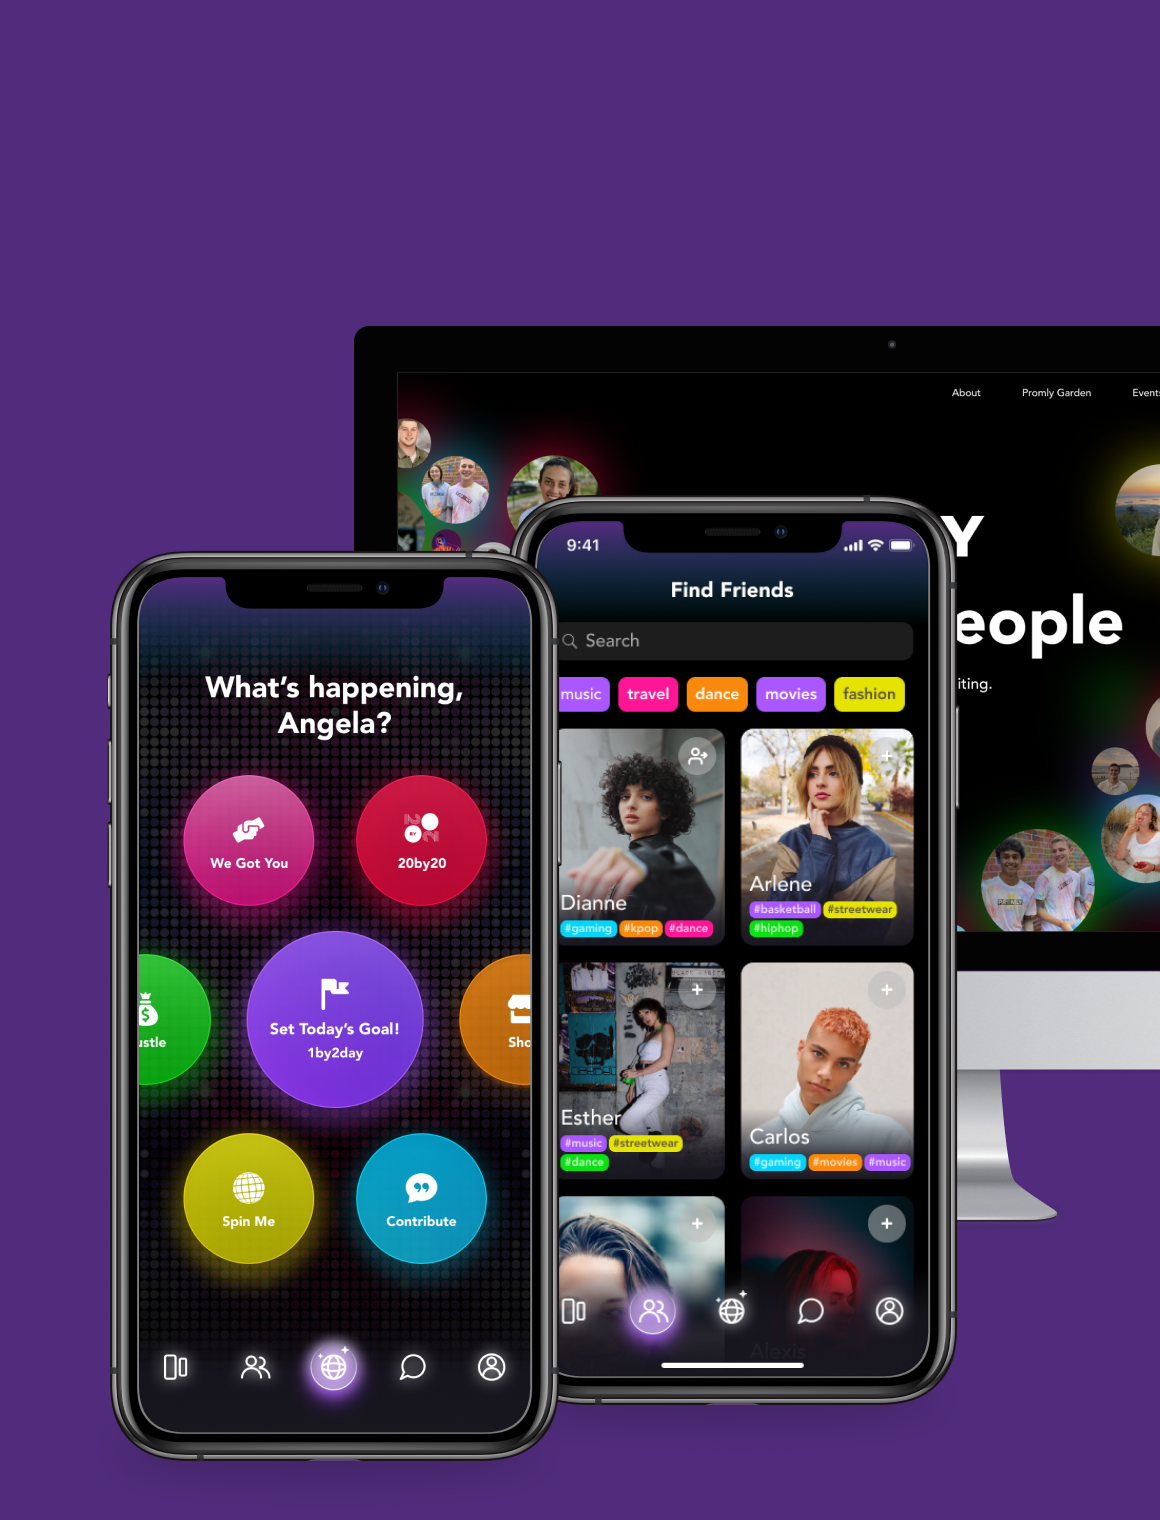 About Promly Garden Events
Y
eople
iting.
9:41
Find Friends
Search
music travel dance movies fashion
Dianne
#gaming #kpop #dance
Arlene
#basketball #streetwear
#hiphop
Esther
#music #streetwear
#dance
Carlos
#gaming #movies #music
Alexis
What's happening,
Angela?
We Got You
20by20
ustle
Set Today's Goal!
1by2day
Sho
Spin Me
Contribute